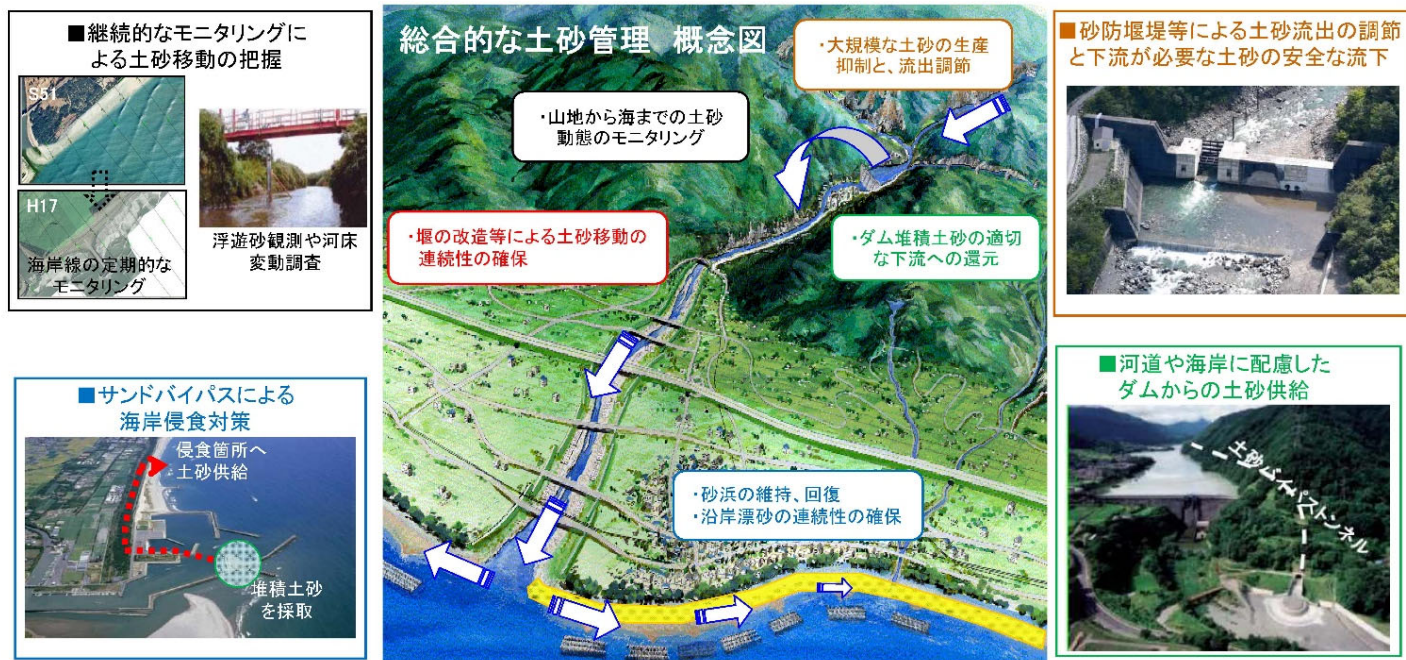 ■継続的なモニタリングに
よる土砂移動の把握
S51
H17
海岸線の定期的な
モニタリング
浮遊砂観測や河床
変動調査
総合的な土砂管理 概念図
・大規模な土砂の生産
抑制と、流出調節
・山地から海までの土砂
動態のモニタリング
・堰の改造等による土砂移動の
連続性の確保
・ダム堆積土砂の適切
な下流への還元
・砂浜の維持、回復
・沿岸漂砂の連続性の確保
■砂防堰堤等による土砂流出の調節
と下流が必要な土砂の安全な流下
■サンドバイパスによる
海岸侵食対策
侵食箇所へ
土砂供給
堆積土砂
を採取
■河道や海岸に配慮した
ダムからの土砂供給
土砂バイパストンネル